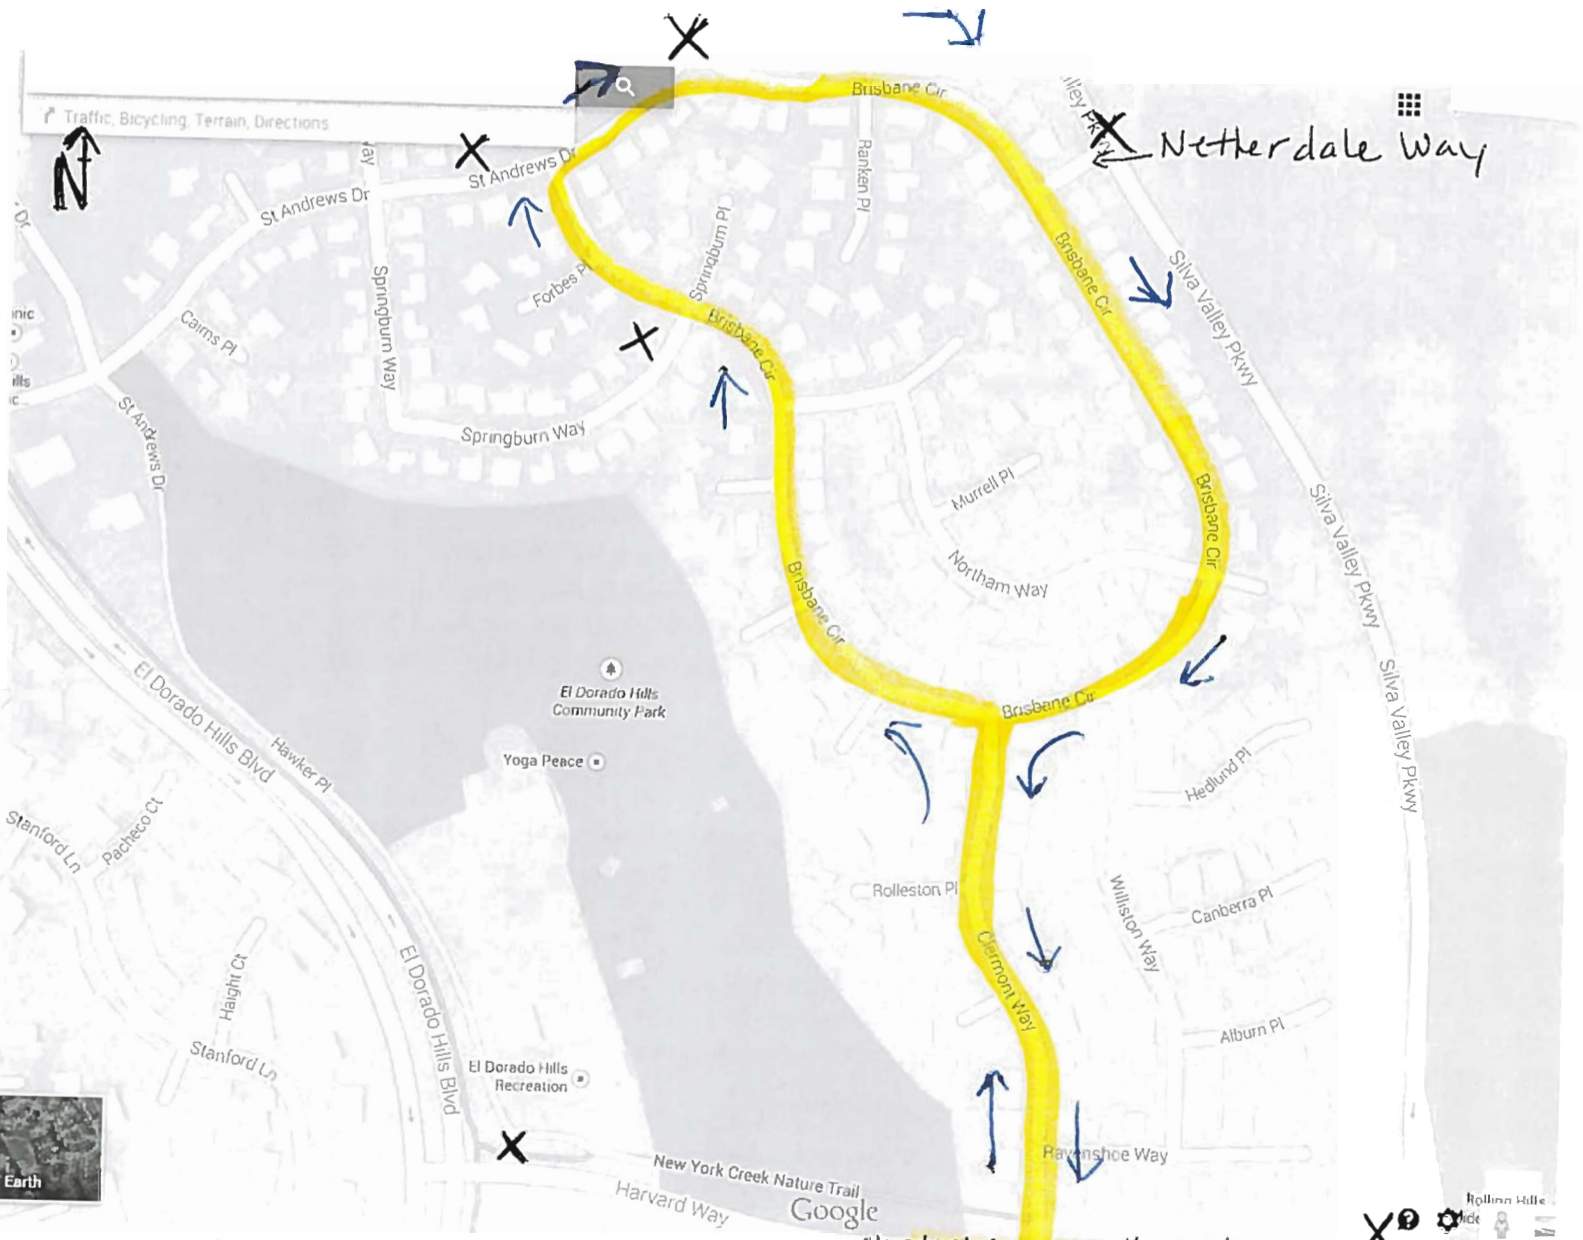 Traffic, Bicycling, Terrain, Directions
N
Netherdale Way
Brisbane Cir
St Andrews Dr
St Andrews Dr
Ranken Pl
Springburn Pl
Brisbane Cir
Silva Valley Pkwy
Forbes Pl
Springburn Way
Cairns Pl
Brisbane Cir
St Andrews Dr
Springburn Way
Murrell Pl
Brisbane Cir
Silva Valley Pkwy
Northam Way
Brisbane Cir
El Dorado Hills
Community Park
Brisbane Cir
Silva Valley Pkwy
El Dorado Hills Blvd
Hawker Pl
Yoga Peace
Hedlund Pl
Stanford Ln
Pacheco Ct
Rolleston Pl
Williston Way
Canberra Pl
Clermont Way
El Dorado Hills Blvd
Haight Ct
Alburn Pl
Stanford Ln
El Dorado Hills
Recreation
Ravenshoe Way
Earth
New York Creek Nature Trail
Harvard Way
Google
Rolling Hills